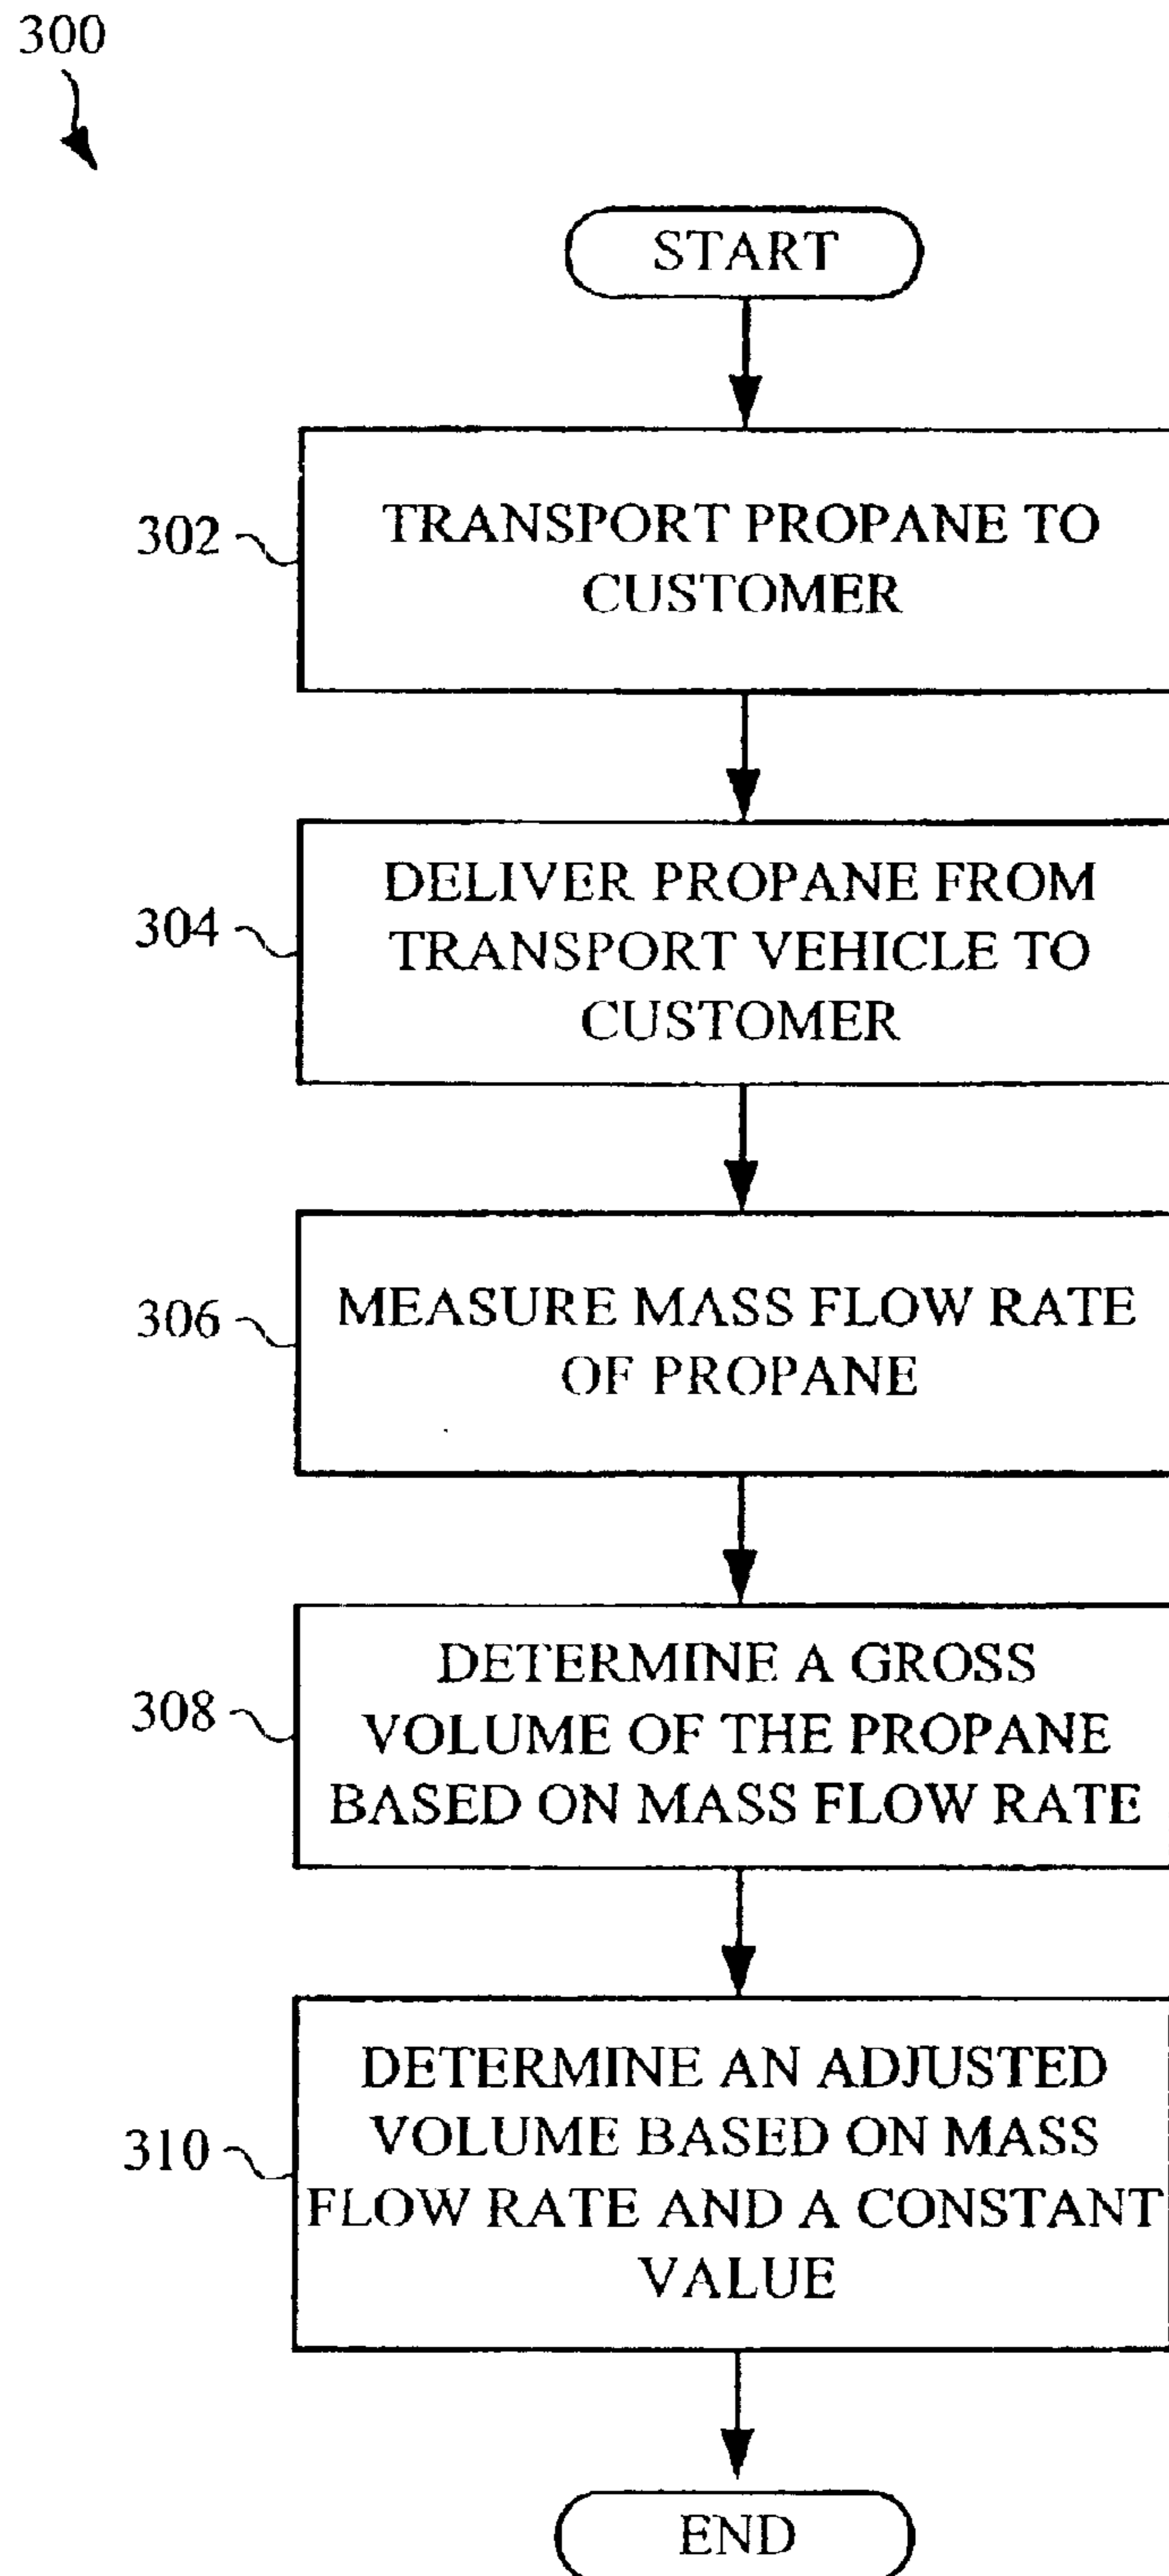 300
START
302
TRANSPORT PROPANE TO
CUSTOMER
304
DELIVER PROPANE FROM
TRANSPORT VEHICLE TO
CUSTOMER
306
MEASURE MASS FLOW RATE
OF PROPANE
308
DETERMINE A GROSS
VOLUME OF THE PROPANE
BASED ON MASS FLOW RATE
310
DETERMINE AN ADJUSTED
VOLUME BASED ON MASS
FLOW RATE AND A CONSTANT
VALUE
END